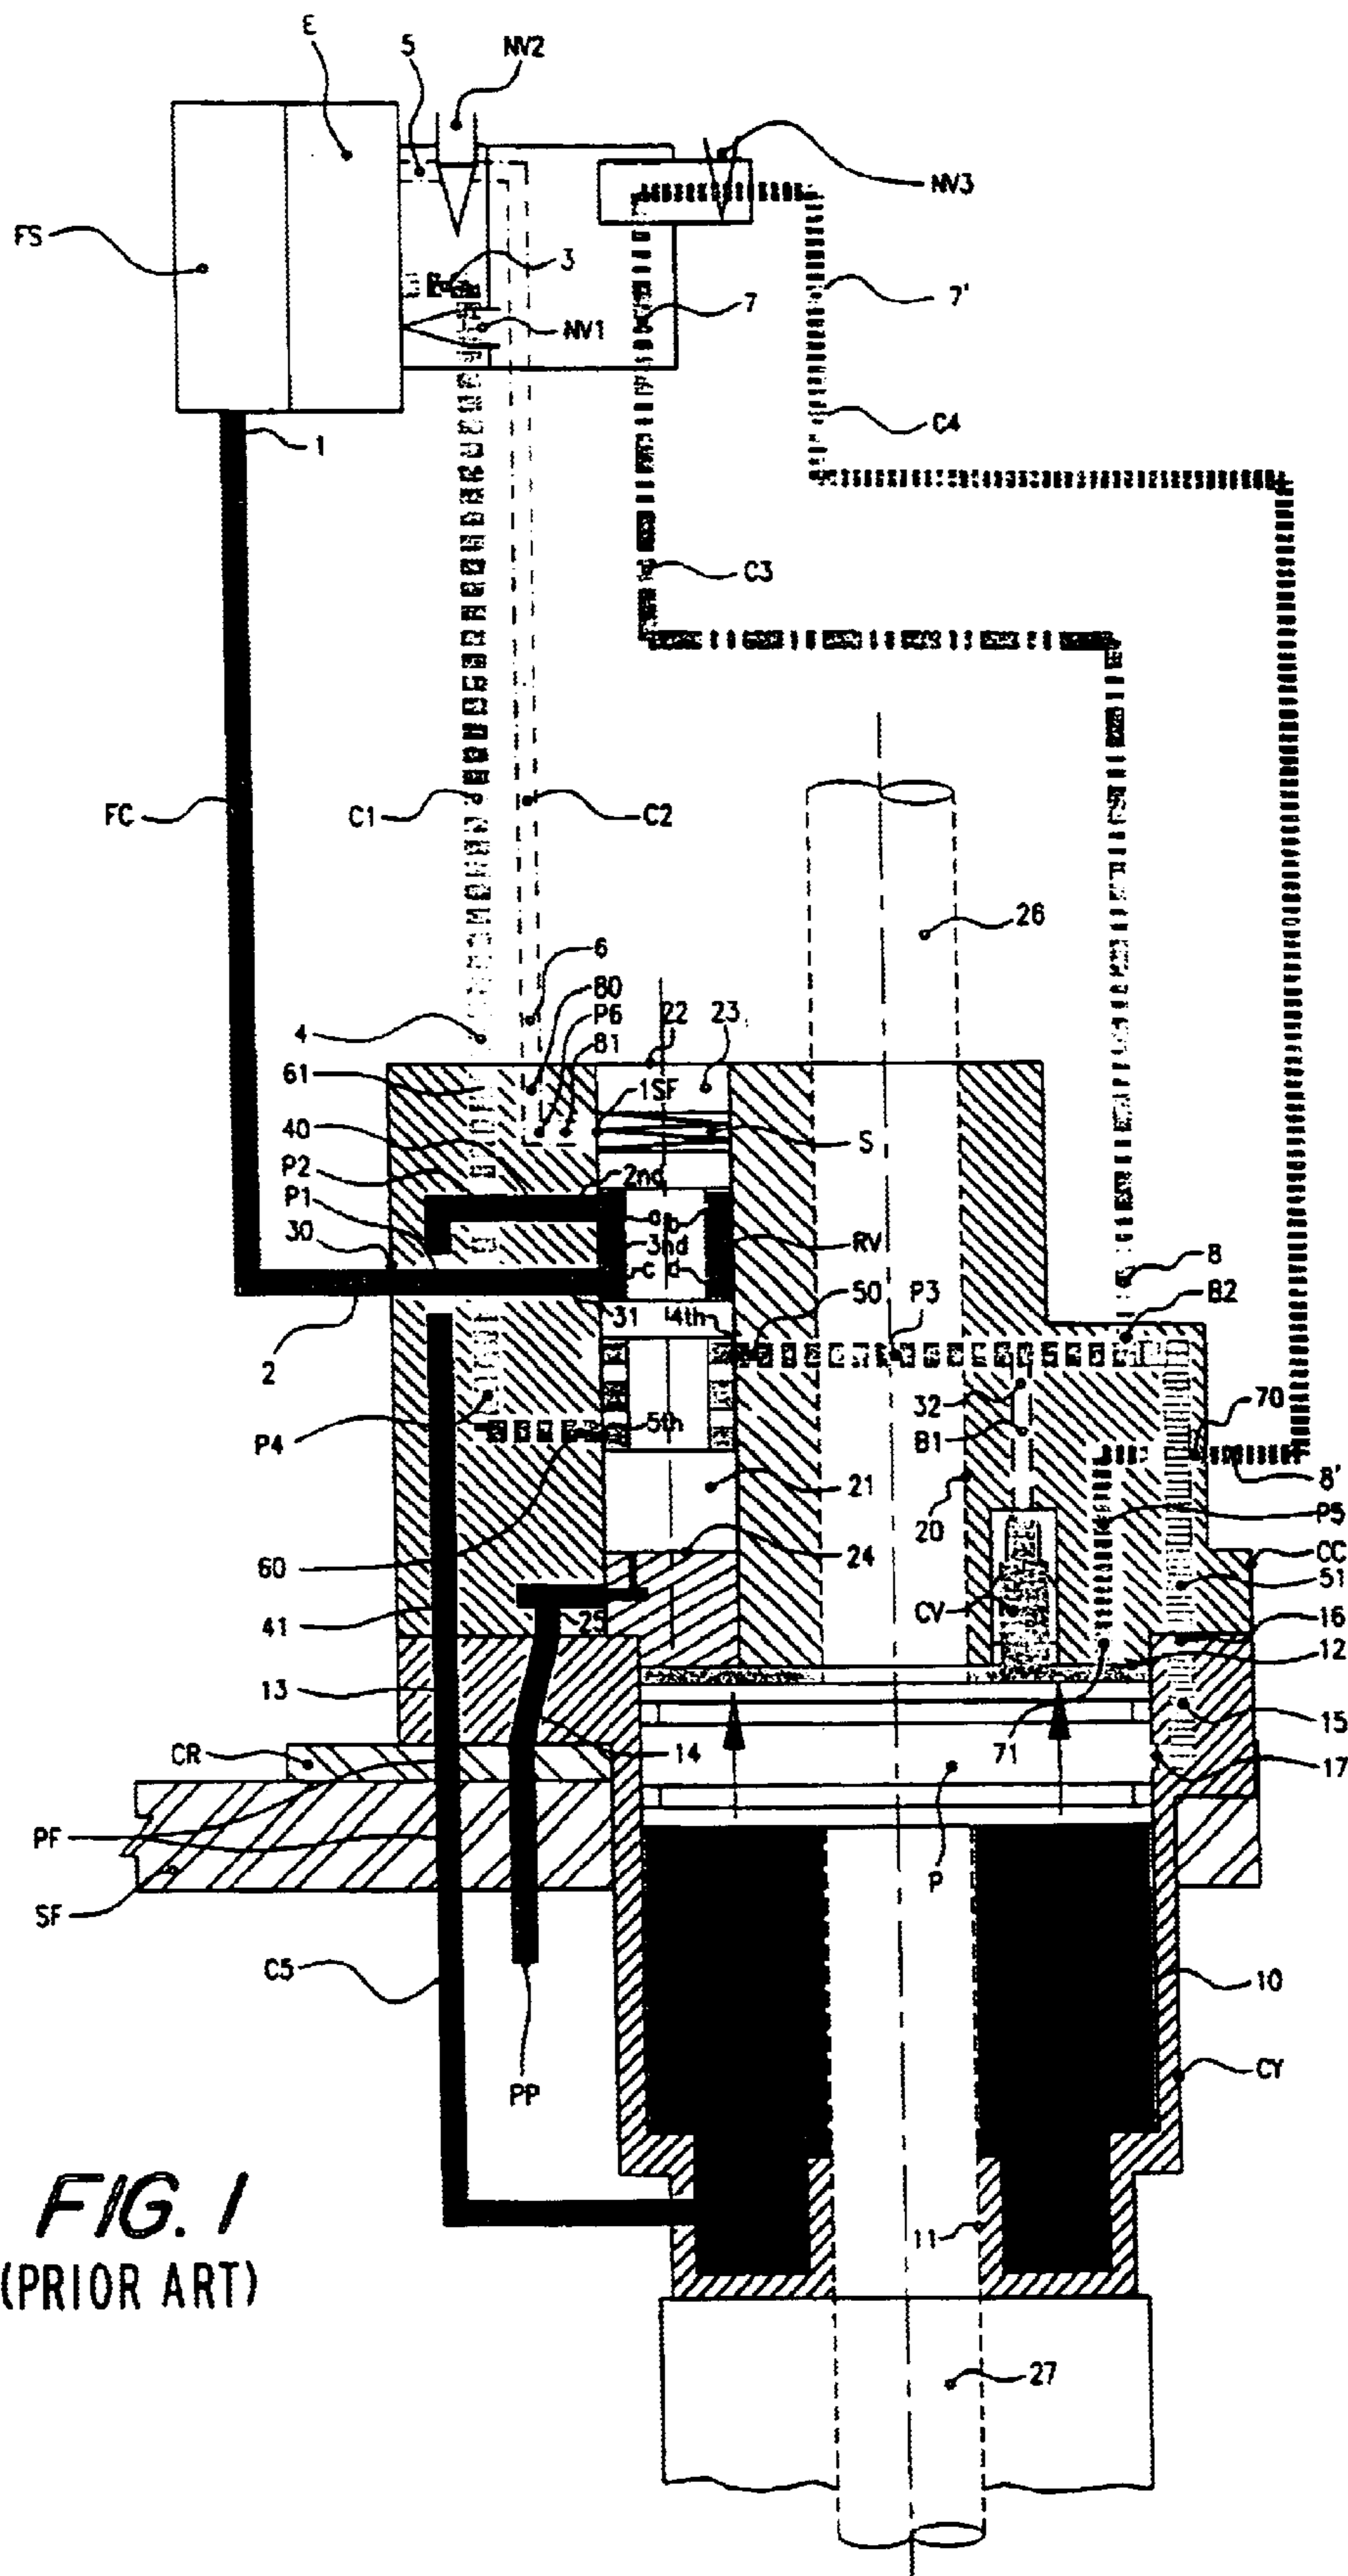 E
5
NV2
NV3
FS
3
7
7'
NV1
C4
1
C3
FC
C1
C2
26
6
80
4
P6
22
23
61
81
1SF
40
S
P2
2nd
P1
a
b
30
3nd
RV
c
d
8
50
P3
B2
31
4th
2
32
70
P4
5th
B1
8'
21
20
P5
60
24
CC
51
CV
41
25
16
12
13
15
CR
14
71
17
PF
P
SF
C5
10
PP
CY
FIG. 1
11
(PRIOR ART)
27